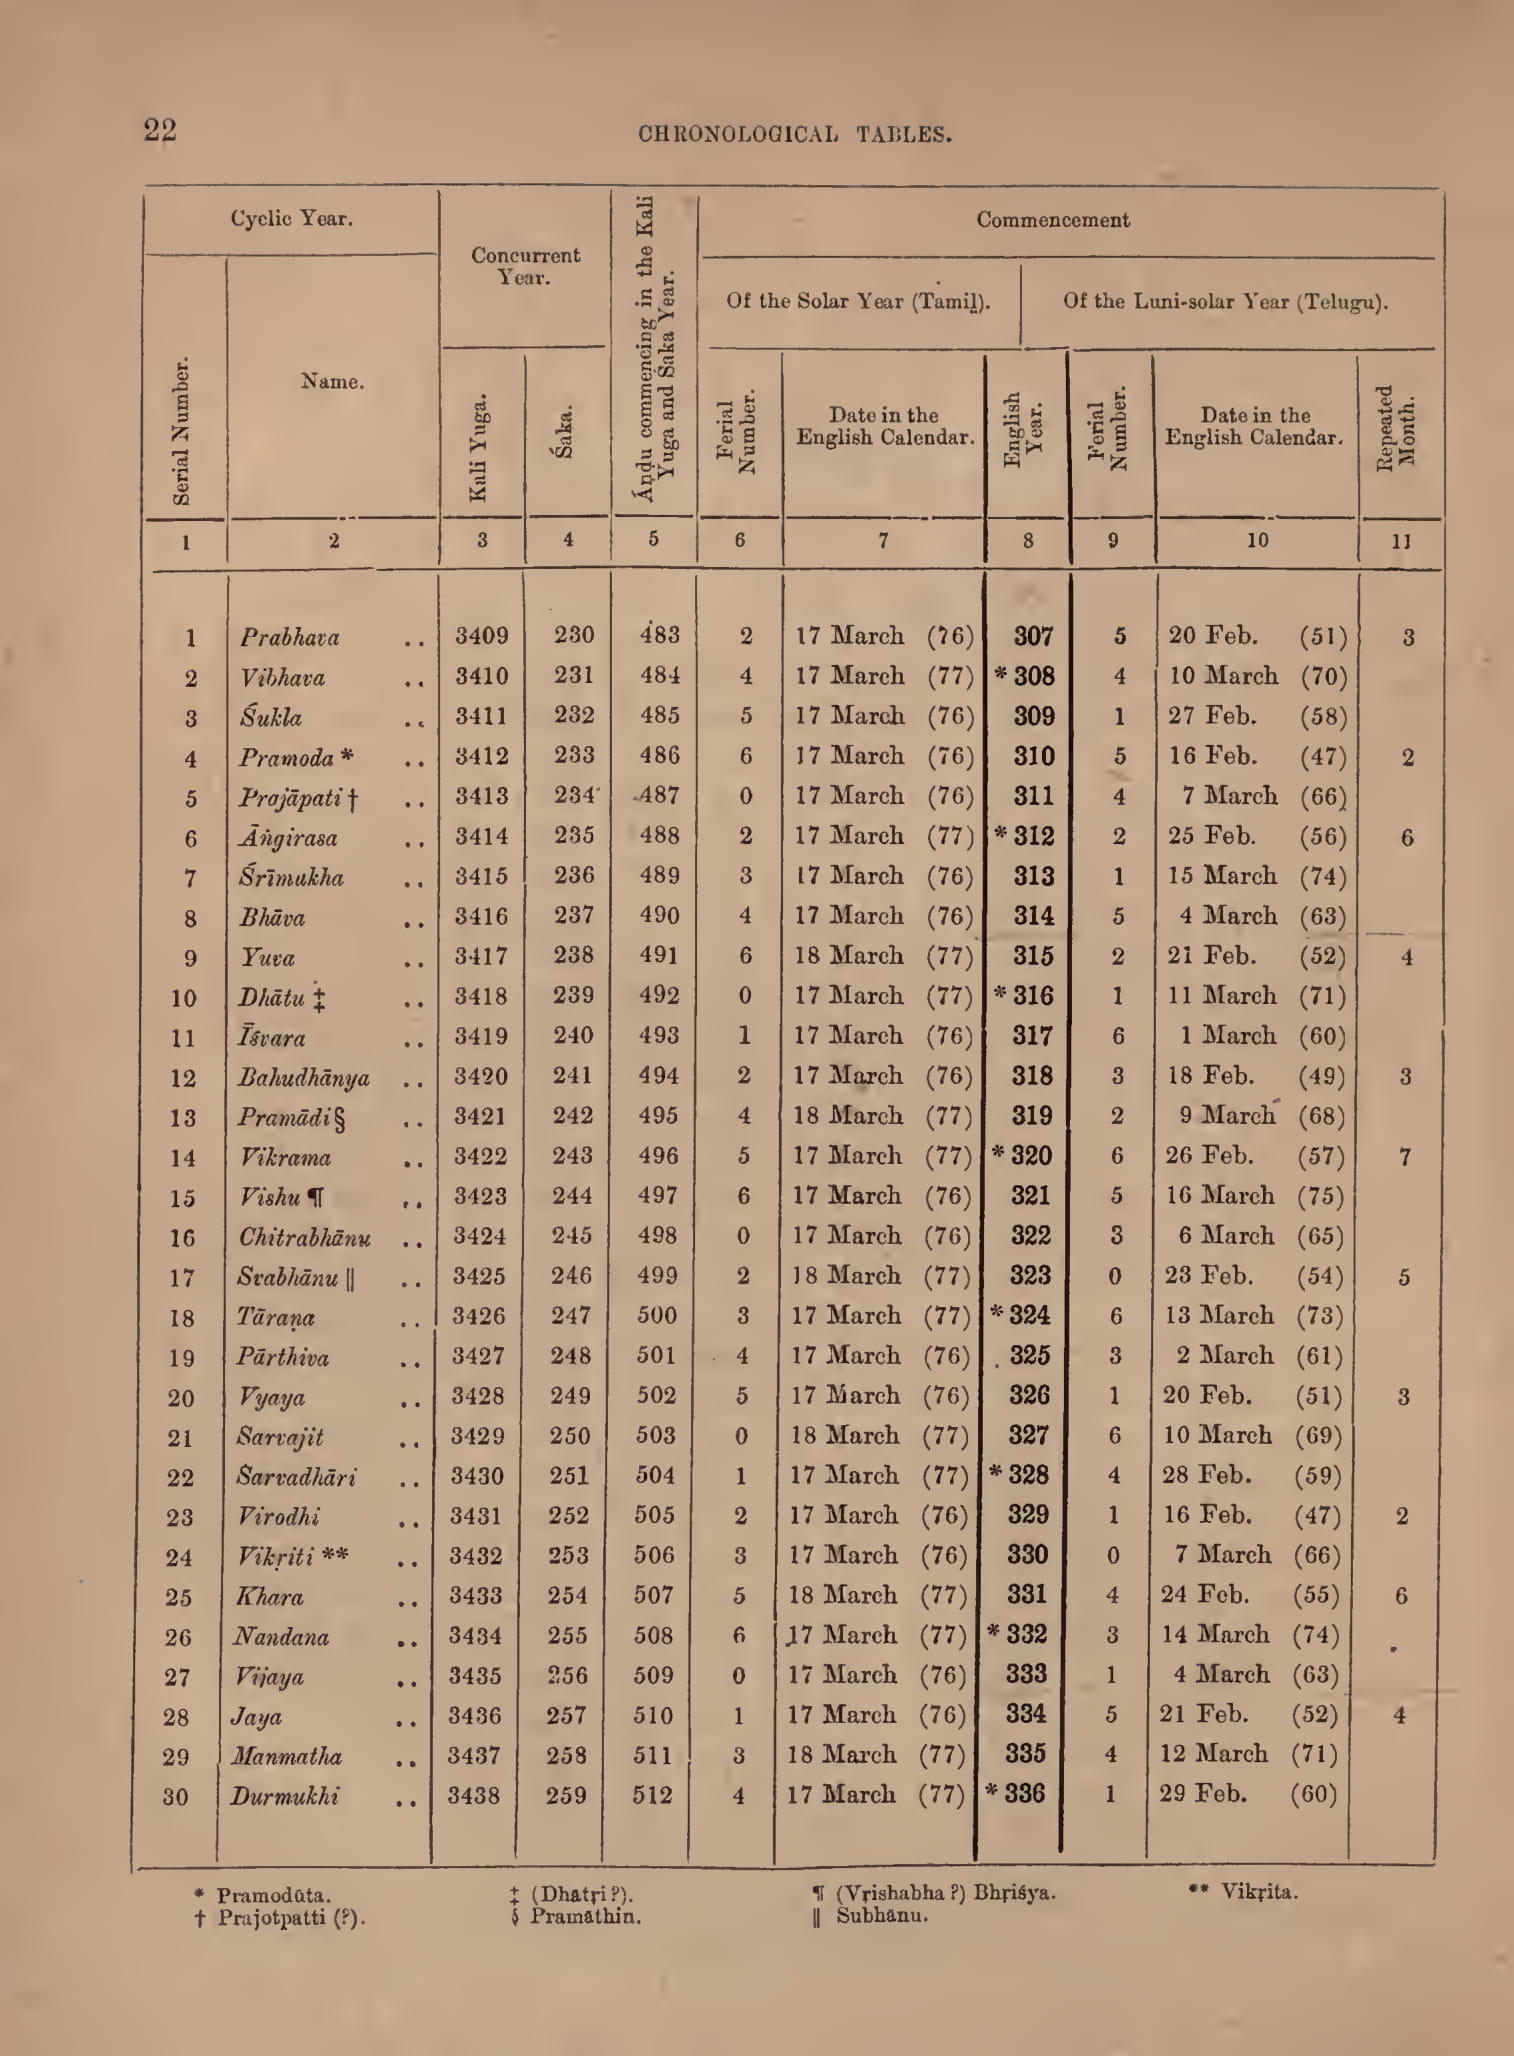 22
CHRONOLOGICAL TABLES.
Cyclic Year.
Concurrent
Year.
Áṇḍu commencing in the Kali
Yuga and Śaka Year.
Commencement
Of the Solar Year (Tamiḻ).
Of the Luni-solar Year (Telugu).
Serial Number.
Name.
Kali Yuga.
Śaka.
Ferial
Number.
Date in the
English Calendar.
English
Year.
Ferial
Number.
Date in the
English Calendar.
Repeated
Month.
1 2 3 4 5 6 7 8 9 10 11
1 Prabhava .. 3409 230 483 2 17 March (76) 307 5 20 Feb. (51) 3
2 Vibhava .. 3410 231 484 4 17 March (77) *308 4 10 March (70)
3 Śukla .. 3411 232 485 5 17 March (76) 309 1 27 Feb. (58)
4 Pramoda * .. 3412 233 486 6 17 March (76) 310 5 16 Feb. (47) 2
5 Prajāpati † .. 3413 234 487 0 17 March (76) 311 4 7 March (66)
6 Āṅgirasa .. 3414 235 488 2 17 March (77) *312 2 25 Feb. (56) 6
7 Śrīmukha .. 3415 236 489 3 17 March (76) 313 1 15 March (74)
8 Bhāva .. 3416 237 490 4 17 March (76) 314 5 4 March (63)
9 Yuva .. 3417 238 491 6 18 March (77) 315 2 21 Feb. (52) 4
10 Dhātu ‡ .. 3418 239 492 0 17 March (77) *316 1 11 March (71)
11 Īśvara .. 3419 240 493 1 17 March (76) 317 6 1 March (60)
12 Bahudhānya .. 3420 241 494 2 17 March (76) 318 3 18 Feb. (49) 3
13 Pramādi § .. 3421 242 495 4 18 March (77) 319 2 9 March (68)
14 Vikrama .. 3422 243 496 5 17 March (77) *320 6 26 Feb. (57) 7
15 Vishu ¶ .. 3423 244 497 6 17 March (76) 321 5 16 March (75)
16 Chitrabhānu .. 3424 245 498 0 17 March (76) 322 3 6 March (65)
17 Svabhānu || .. 3425 246 499 2 18 March (77) 323 0 23 Feb. (54) 5
18 Tāraṇa .. 3426 247 500 3 17 March (77) *324 6 13 March (73)
19 Pārthiva .. 3427 248 501 4 17 March (76) 325 3 2 March (61)
20 Vyaya .. 3428 249 502 5 17 March (76) 326 1 20 Feb. (51) 3
21 Sarvajit .. 3429 250 503 0 18 March (77) 327 6 10 March (69)
22 Sarvadhāri .. 3430 251 504 1 17 March (77) *328 4 28 Feb. (59)
23 Virodhi .. 3431 252 505 2 17 March (76) 329 1 16 Feb. (47) 2
24 Vikṛiti ** .. 3432 253 506 3 17 March (76) 330 0 7 March (66)
25 Khara .. 3433 254 507 5 18 March (77) 331 4 24 Feb. (55) 6
26 Nandana .. 3434 255 508 6 17 March (77) *332 3 14 March (74)
27 Vijaya .. 3435 256 509 0 17 March (76) 333 1 4 March (63)
28 Jaya .. 3436 257 510 1 17 March (76) 334 5 21 Feb. (52) 4
29 Manmatha .. 3437 258 511 3 18 March (77) 335 4 12 March (71)
30 Durmukhi .. 3438 259 512 4 17 March (77) *336 1 29 Feb. (60)
* Pramodūta. ‡ (Dhātṛi ?). ¶ (Vṛishabha ?) Bhṛiśya. ** Vikṛita.
† Prajotpatti (?). § Pramāthin. || Subhānu.